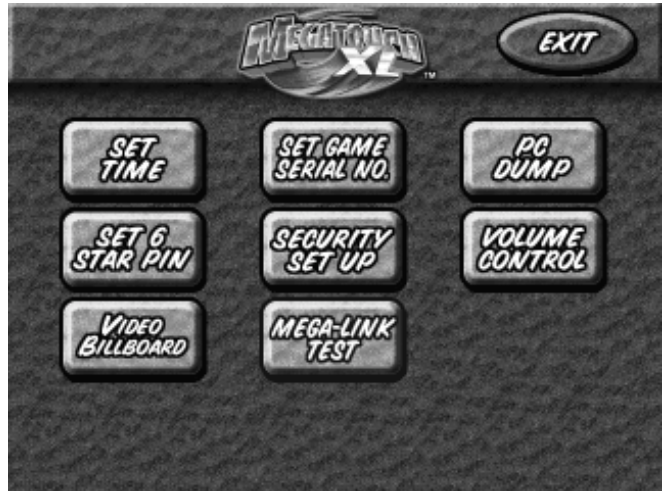 MEGATOUCH
XL
™
EXIT
SET
TIME
SET GAME
SERIAL NO.
PC
DUMP
SET 6
STAR PIN
SECURITY
SET UP
VOLUME
CONTROL
VIDEO
BILLBOARD
MEGA-LINK
TEST